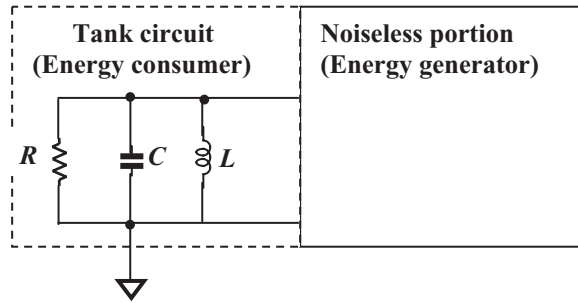 Tank circuit
(Energy consumer)
Noiseless portion
(Energy generator)
R
C
L